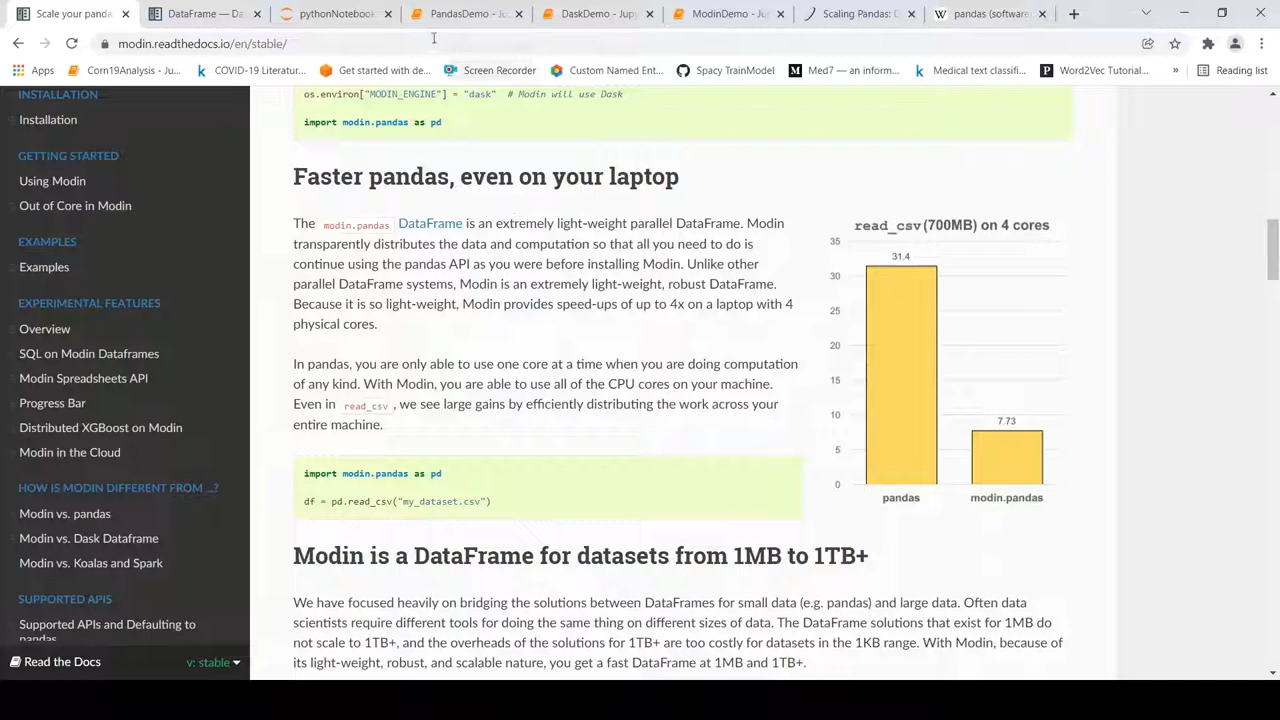 Scale your panda
DataFrame — Da
pythonNotebook
PandasDemo - Ju
DaskDemo - Jupy
ModinDemo - Jup
Scaling Pandas: D
pandas (software
modin.readthedocs.io/en/stable/
Apps
Corn19Analysis - Ju...
COVID-19 Literatur...
Get started with de...
Screen Recorder
Custom Named Ent...
Spacy TrainModel
Med7 — an inform...
Medical text classifi...
Word2Vec Tutorial...
»
Reading list
INSTALLATION
Installation
GETTING STARTED
Using Modin
Out of Core in Modin
EXAMPLES
Examples
EXPERIMENTAL FEATURES
Overview
SQL on Modin Dataframes
Modin Spreadsheets API
Progress Bar
Distributed XGBoost on Modin
Modin in the Cloud
HOW IS MODIN DIFFERENT FROM ...?
Modin vs. pandas
Modin vs. Dask Dataframe
Modin vs. Koalas and Spark
SUPPORTED APIS
Supported APIs and Defaulting to
pandas
Read the Docs
v: stable
os.environ["MODIN_ENGINE"] = "dask" # Modin will use Dask
import modin.pandas as pd
Faster pandas, even on your laptop
The modin.pandas DataFrame is an extremely light-weight parallel DataFrame. Modin
transparently distributes the data and computation so that all you need to do is
continue using the pandas API as you were before installing Modin. Unlike other
parallel DataFrame systems, Modin is an extremely light-weight, robust DataFrame.
Because it is so light-weight, Modin provides speed-ups of up to 4x on a laptop with 4
physical cores.
In pandas, you are only able to use one core at a time when you are doing computation
of any kind. With Modin, you are able to use all of the CPU cores on your machine.
Even in read_csv , we see large gains by efficiently distributing the work across your
entire machine.
import modin.pandas as pd
df = pd.read_csv("my_dataset.csv")
read_csv (700MB) on 4 cores
35
30
25
20
15
10
5
0
31.4
7.73
pandas
modin.pandas
Modin is a DataFrame for datasets from 1MB to 1TB+
We have focused heavily on bridging the solutions between DataFrames for small data (e.g. pandas) and large data. Often data
scientists require different tools for doing the same thing on different sizes of data. The DataFrame solutions that exist for 1MB do
not scale to 1TB+, and the overheads of the solutions for 1TB+ are too costly for datasets in the 1KB range. With Modin, because of
its light-weight, robust, and scalable nature, you get a fast DataFrame at 1MB and 1TB+.